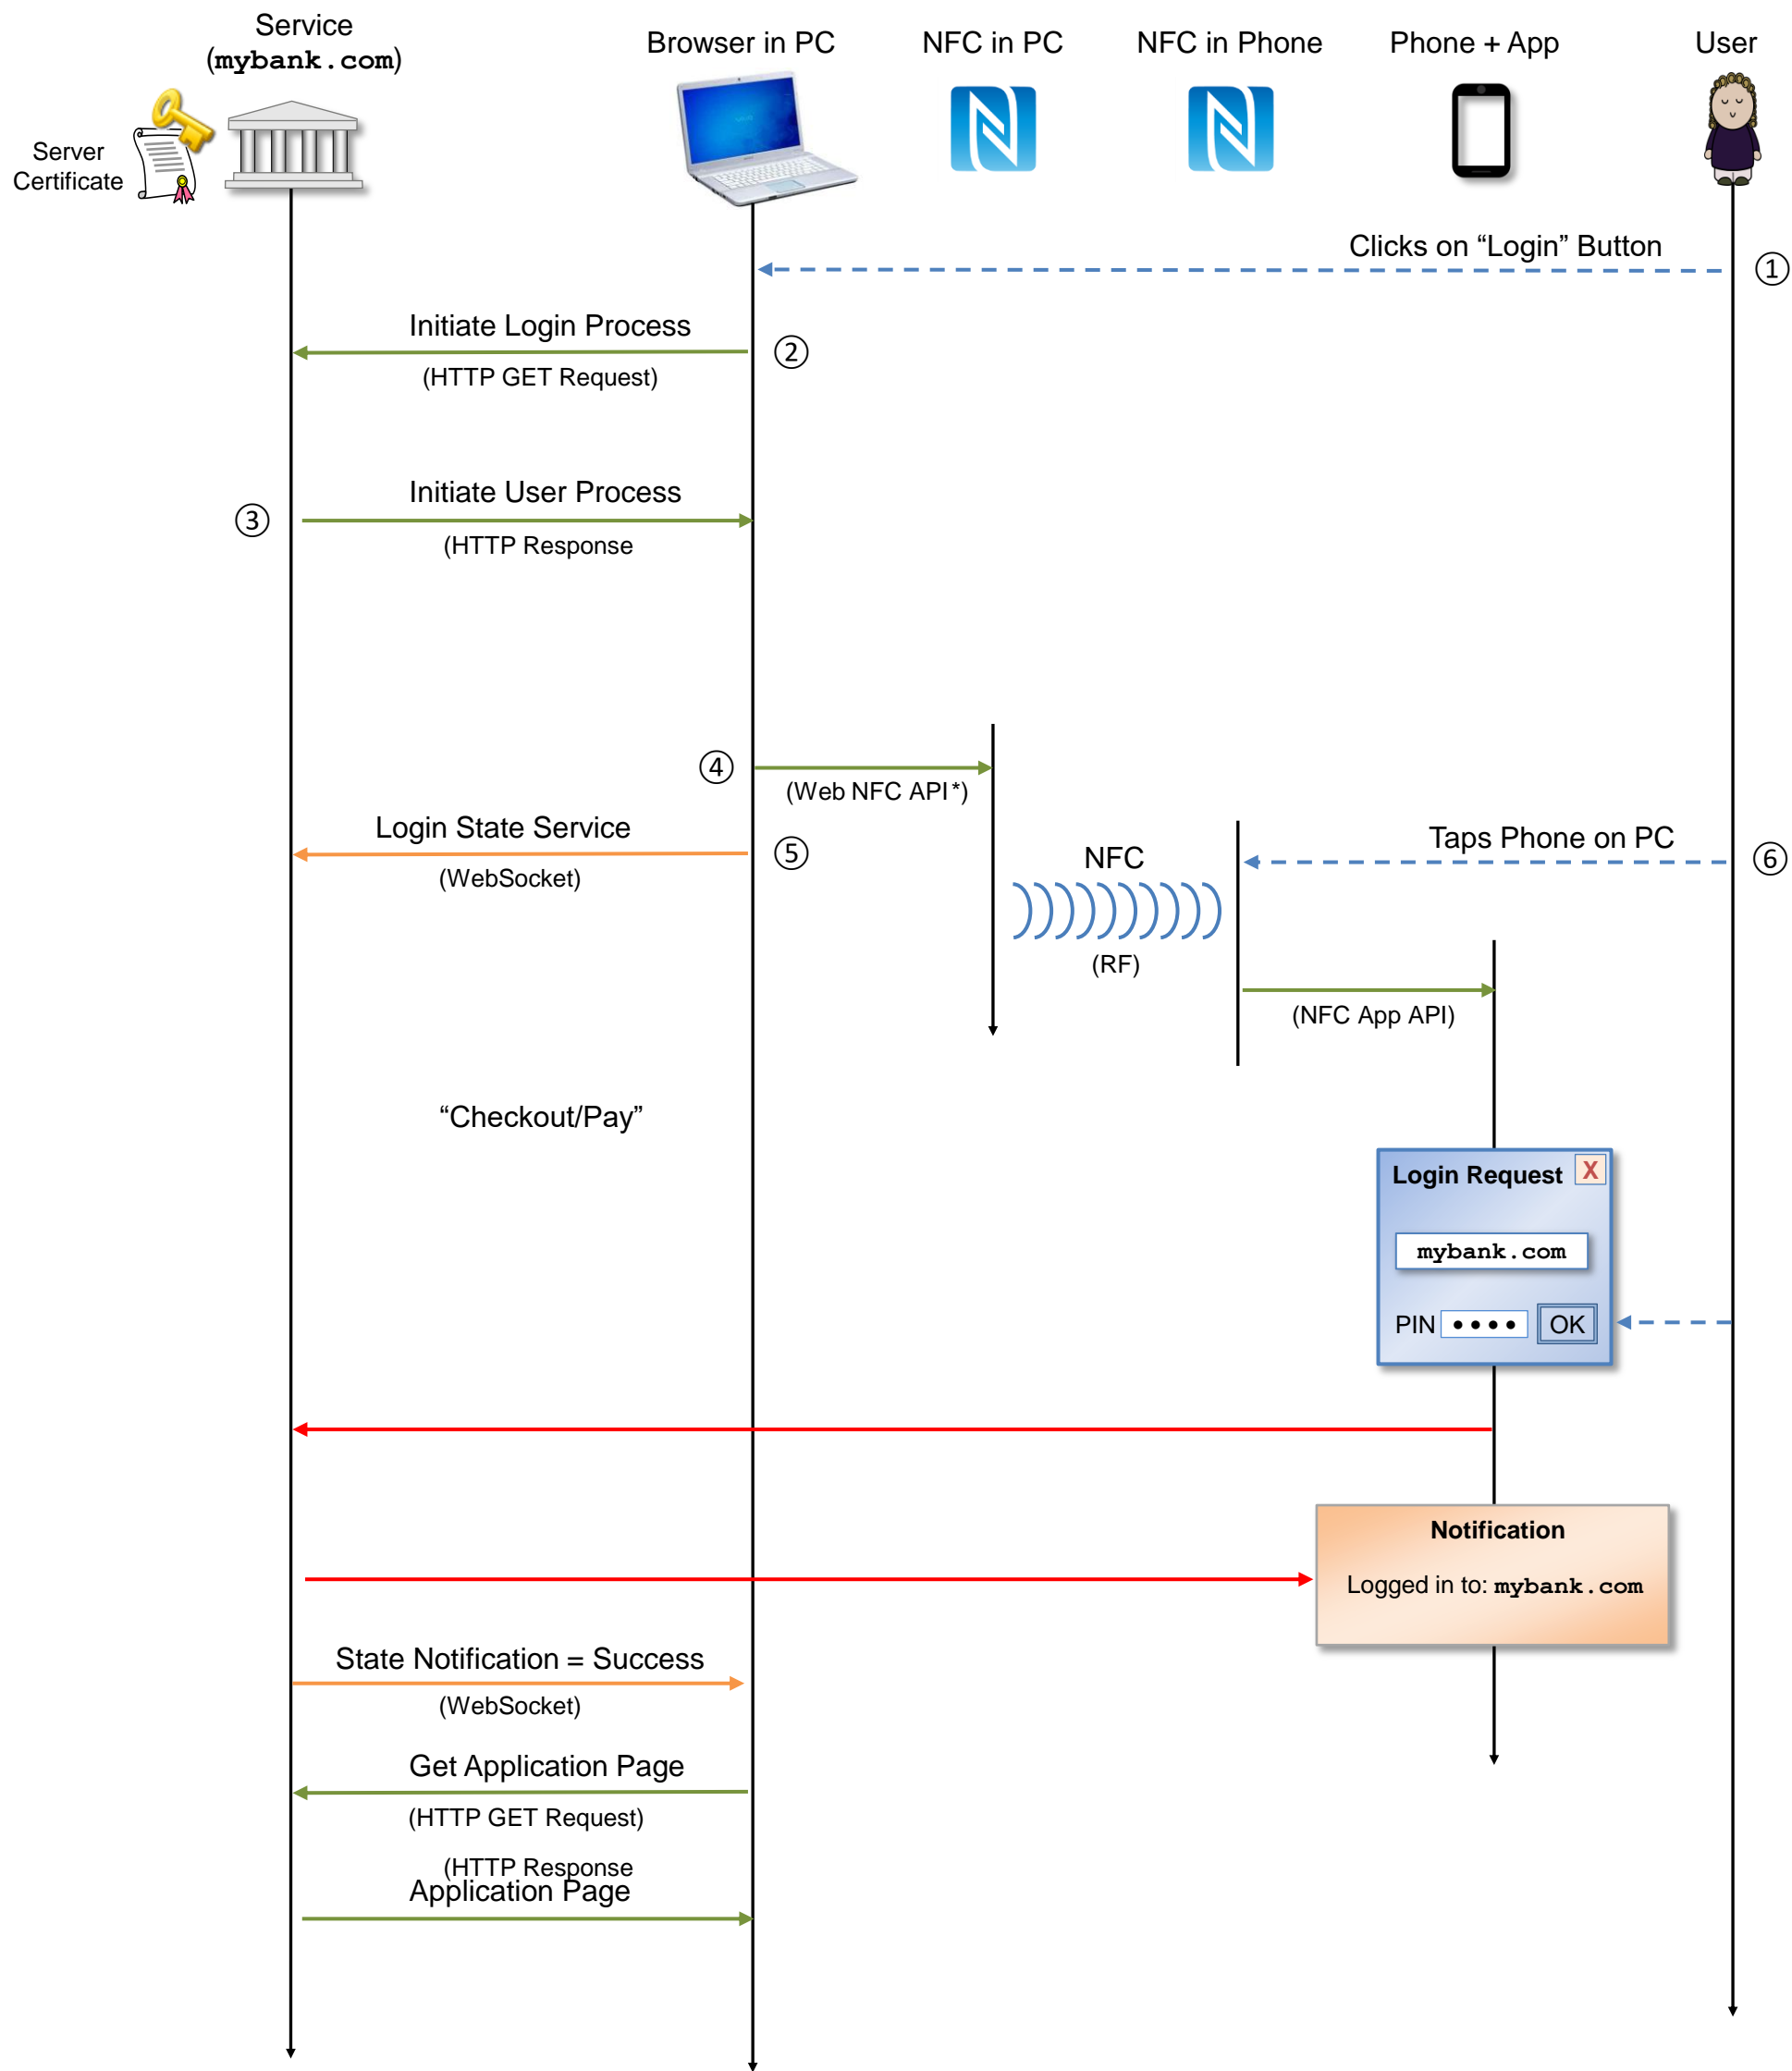 Service
(mybank.com)
Browser in PC
NFC in PC
NFC in Phone
Phone + App
User
Server
Certificate
Clicks on “Login” Button
①
Initiate Login Process
②
(HTTP GET Request)
Initiate User Process
③
(HTTP Response
④
(Web NFC API*)
Login State Service
⑤
(WebSocket)
Taps Phone on PC
⑥
NFC
(RF)
(NFC App API)
“Checkout/Pay”
Login Request X
mybank.com
PIN •••• OK
Notification
Logged in to: mybank.com
State Notification = Success
(WebSocket)
Get Application Page
(HTTP GET Request)
(HTTP Response
Application Page